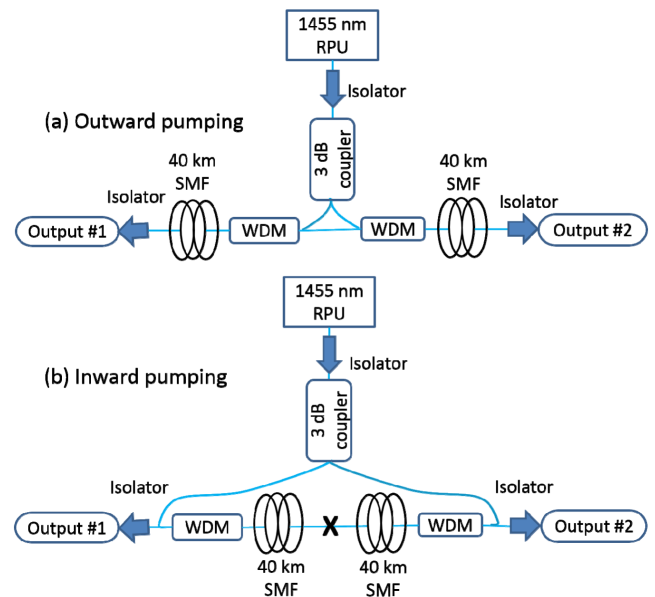 1455 nm
RPU
Isolator
(a) Outward pumping
3 dB
coupler
40 km
SMF
40 km
SMF
Isolator
Isolator
Output #1
WDM
WDM
Output #2
1455 nm
RPU
Isolator
(b) Inward pumping
3 dB
coupler
Isolator
Isolator
Output #1
WDM
X
WDM
Output #2
40 km
SMF
40 km
SMF